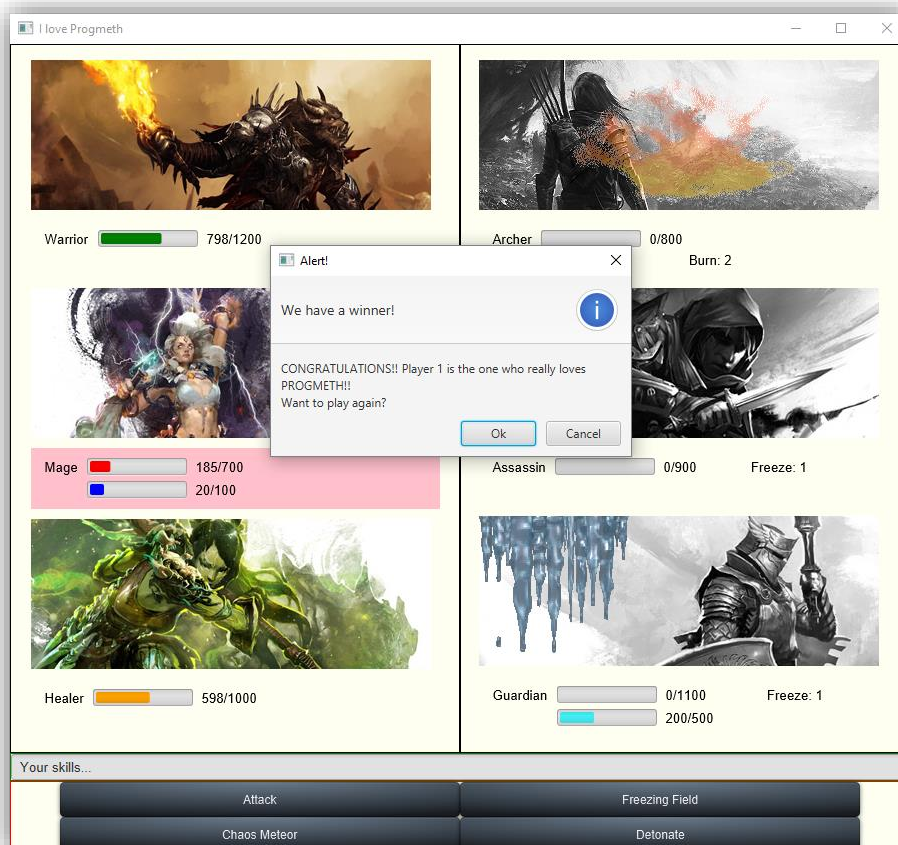 I love Progmeth
Warrior 798/1200
Archer 0/800
Burn: 2
Alert!
We have a winner!
CONGRATULATIONS!! Player 1 is the one who really loves
PROGMETH!!
Want to play again?
Ok Cancel
Mage 185/700
20/100
Assassin 0/900 Freeze: 1
Healer 598/1000
Guardian 0/1100 Freeze: 1
200/500
Your skills...
Attack Freezing Field
Chaos Meteor Detonate